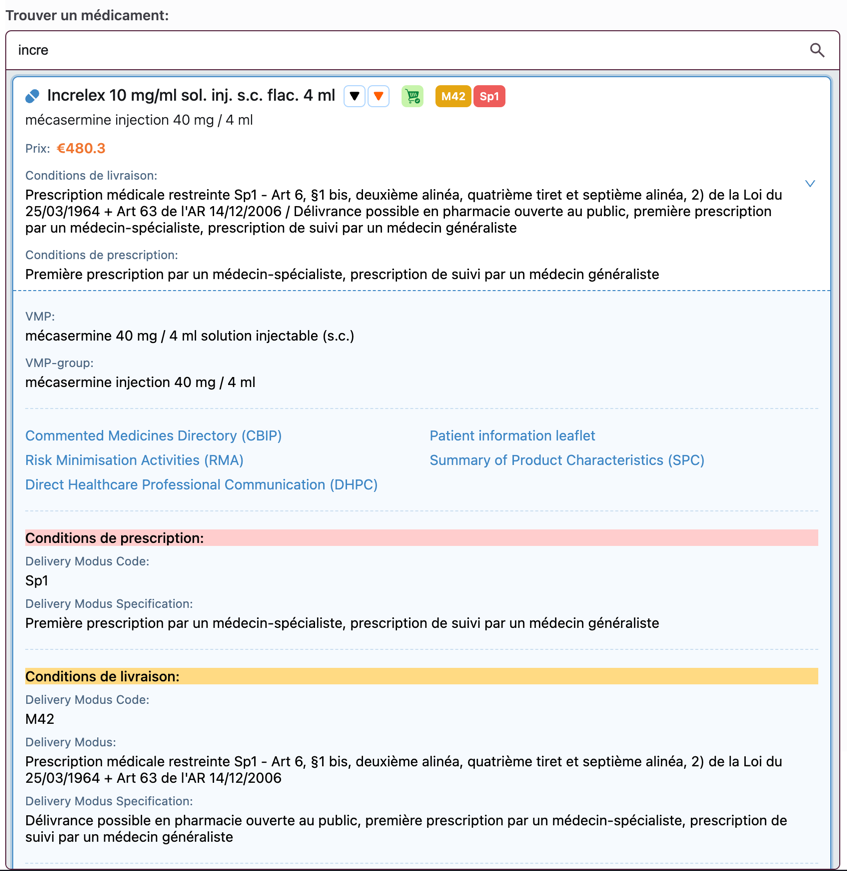 Trouver un médicament:
incre
Increlex 10 mg/ml sol. inj. s.c. flac. 4 ml M42 Sp1
mécasermine injection 40 mg / 4 ml
Prix: €480.3
Conditions de livraison:
Prescription médicale restreinte Sp1 - Art 6, §1 bis, deuxième alinéa, quatrième tiret et septième alinéa, 2) de la Loi du
25/03/1964 + Art 63 de l'AR 14/12/2006 / Délivrance possible en pharmacie ouverte au public, première prescription
par un médecin-spécialiste, prescription de suivi par un médecin généraliste
Conditions de prescription:
Première prescription par un médecin-spécialiste, prescription de suivi par un médecin généraliste
VMP:
mécasermine 40 mg / 4 ml solution injectable (s.c.)
VMP-group:
mécasermine injection 40 mg / 4 ml
Commented Medicines Directory (CBIP)
Patient information leaflet
Risk Minimisation Activities (RMA)
Summary of Product Characteristics (SPC)
Direct Healthcare Professional Communication (DHPC)
Conditions de prescription:
Delivery Modus Code:
Sp1
Delivery Modus Specification:
Première prescription par un médecin-spécialiste, prescription de suivi par un médecin généraliste
Conditions de livraison:
Delivery Modus Code:
M42
Delivery Modus:
Prescription médicale restreinte Sp1 - Art 6, §1 bis, deuxième alinéa, quatrième tiret et septième alinéa, 2) de la Loi du
25/03/1964 + Art 63 de l'AR 14/12/2006
Delivery Modus Specification:
Délivrance possible en pharmacie ouverte au public, première prescription par un médecin-spécialiste, prescription de
suivi par un médecin généraliste